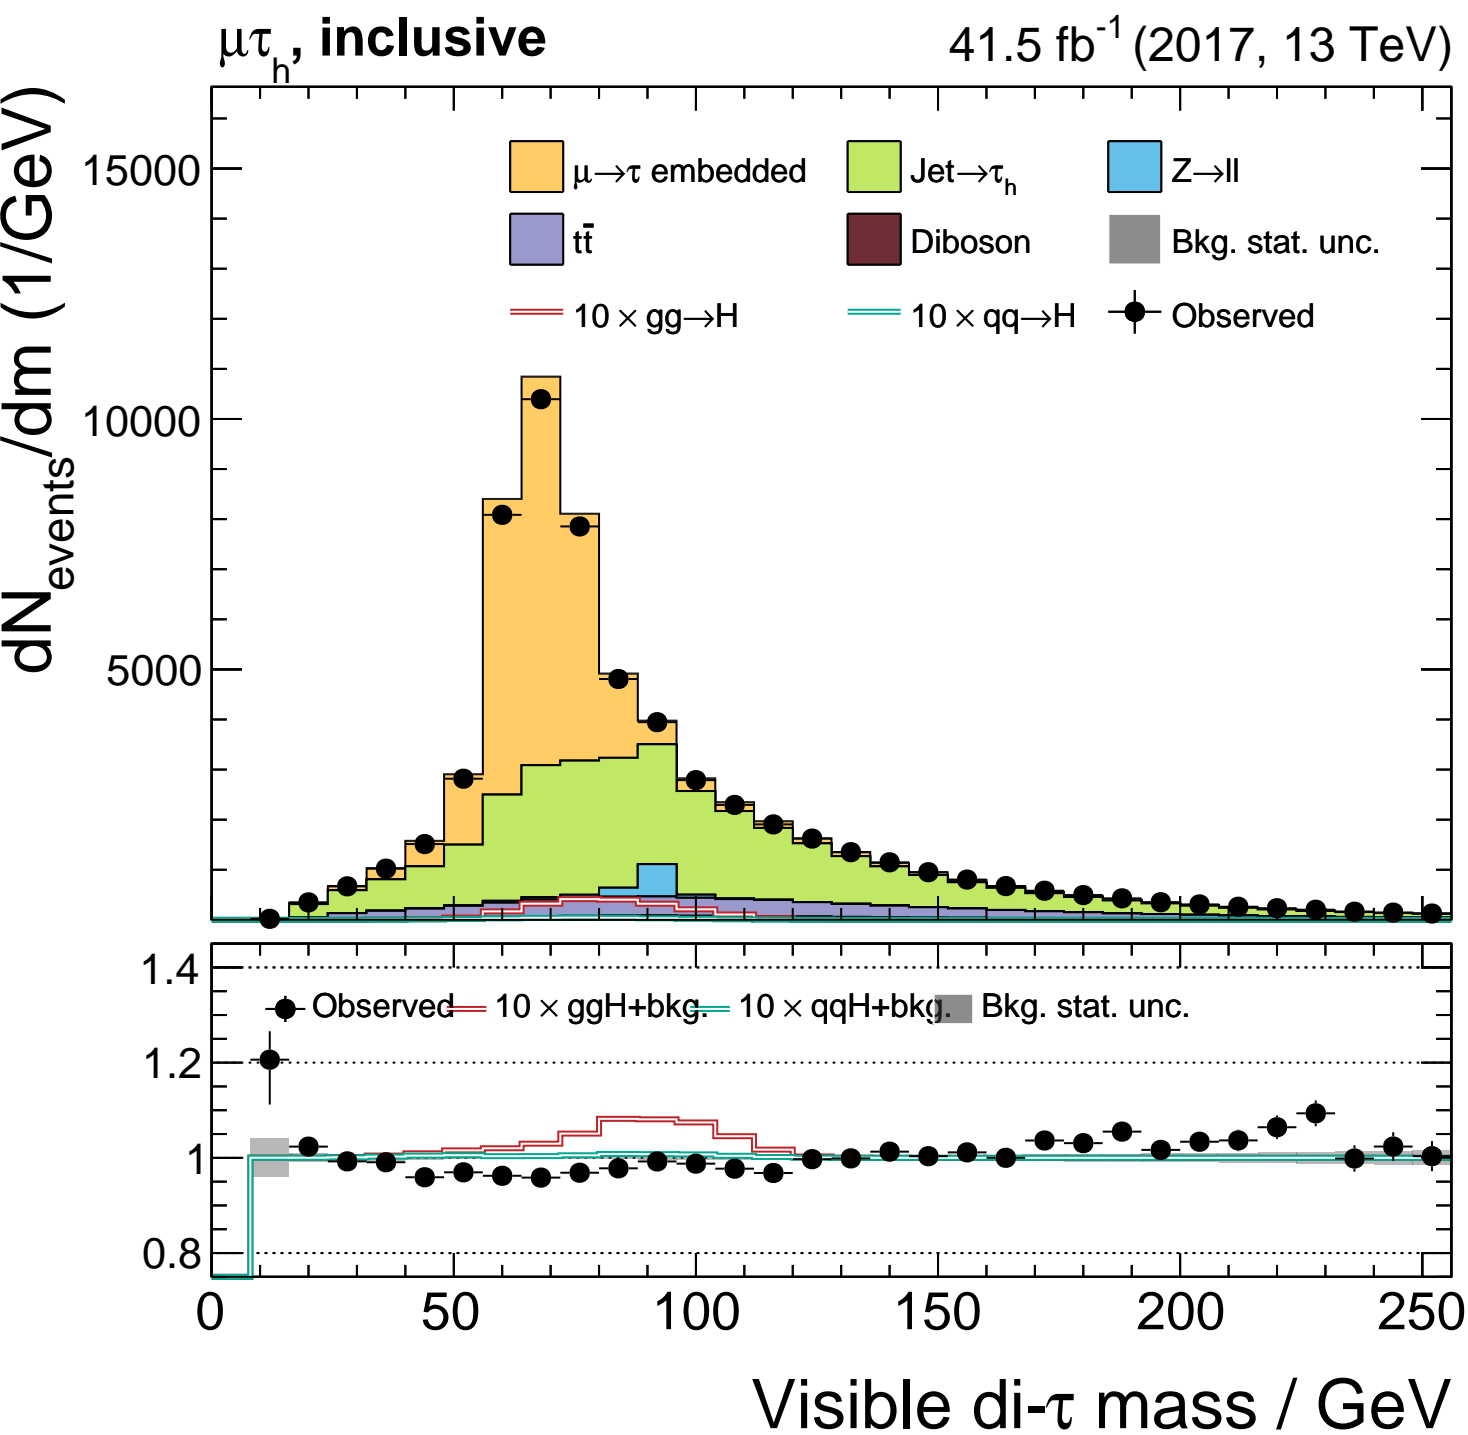 μτₕ, inclusive 41.5 fb⁻¹ (2017, 13 TeV)
dN_events/dm (1/GeV)
15000
10000
5000
μ→τ embedded Jet→τₕ Z→ll
tt̄ Diboson Bkg. stat. unc.
10 × gg→H 10 × qq→H Observed
1.4
1.2
1
0.8
Observed 10 × ggH+bkg. 10 × qqH+bkg. Bkg. stat. unc.
0 50 100 150 200 250
Visible di-τ mass / GeV